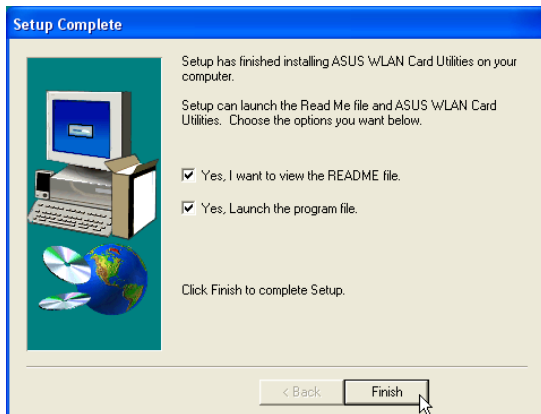 Setup Complete
Setup has finished installing ASUS WLAN Card Utilities on your
computer.
Setup can launch the Read Me file and ASUS WLAN Card
Utilities. Choose the options you want below.
Yes, I want to view the README file.
Yes, Launch the program file.
Click Finish to complete Setup.
< Back
Finish